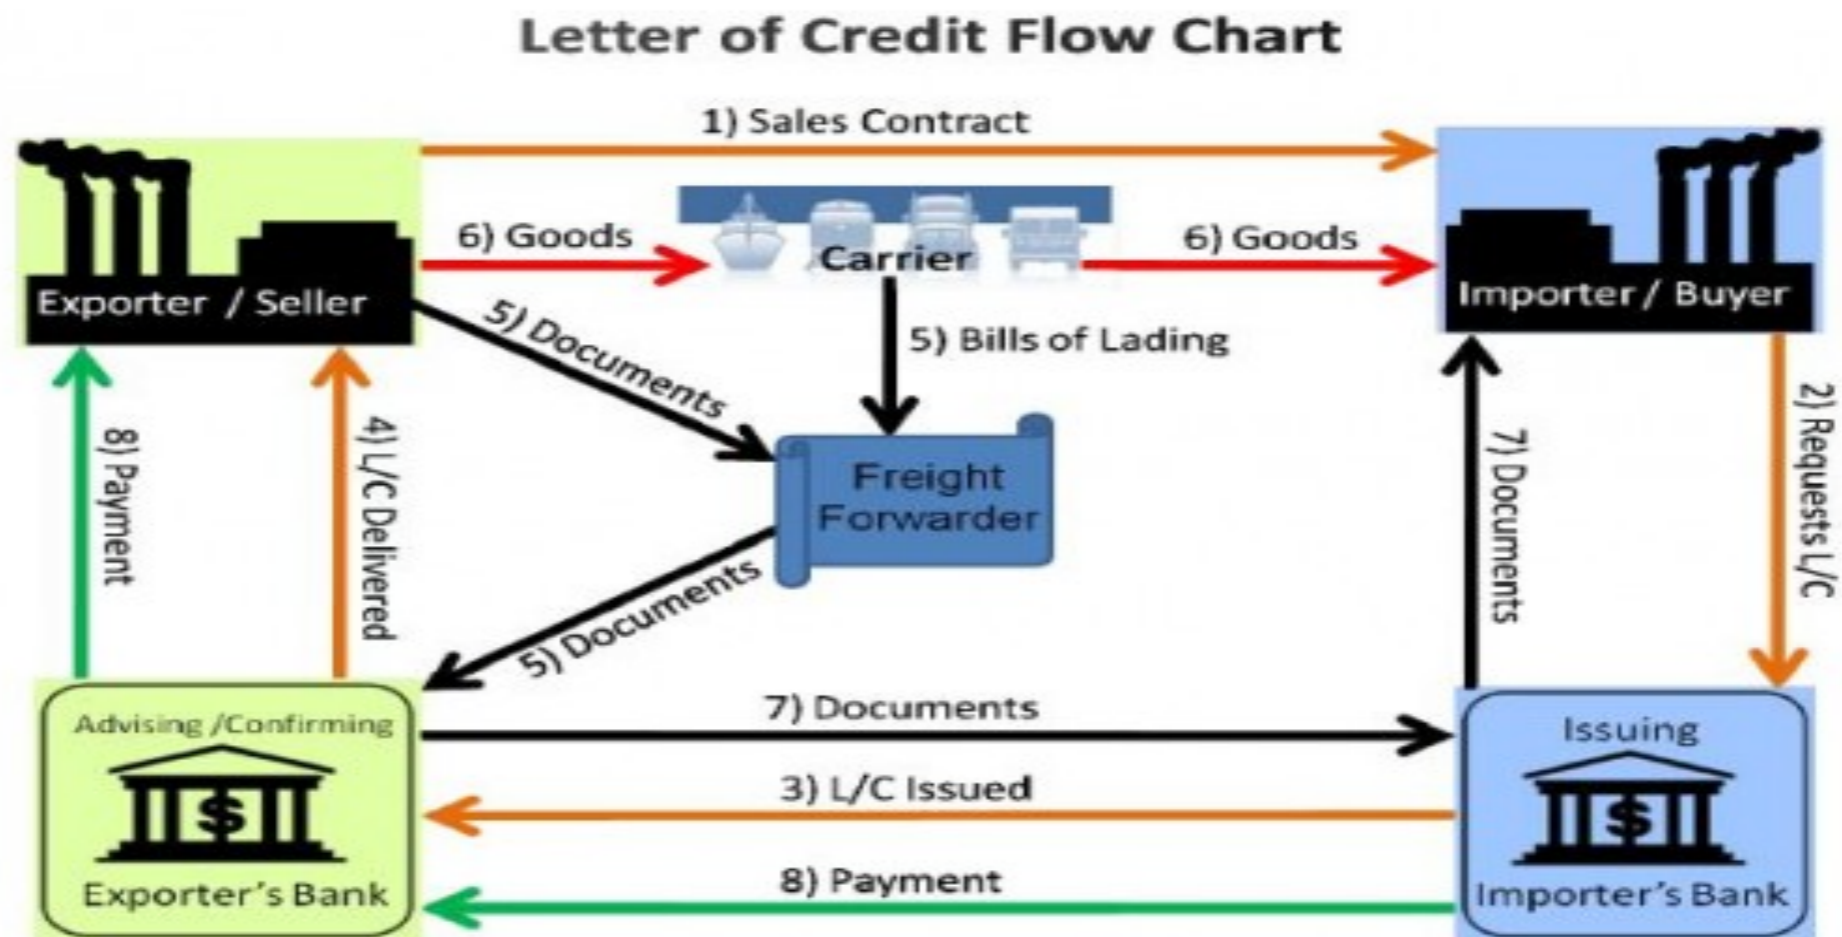 Letter of Credit Flow Chart
1) Sales Contract
6) Goods
Carrier
6) Goods
Exporter / Seller
Importer / Buyer
5) Documents
5) Bills of Lading
Freight
Forwarder
8) Payment
4) L/C Delivered
7) Documents
2) Requests L/C
5) Documents
Advising /Confirming
$
Exporter's Bank
7) Documents
3) L/C Issued
8) Payment
Issuing
$
Importer's Bank